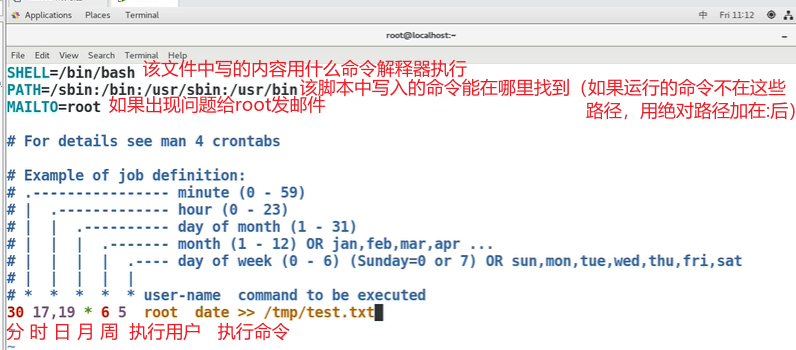 Applications Places Terminal 中 Fri 11:12
root@localhost:~
File Edit View Search Terminal Help
SHELL=/bin/bash 该文件中写的内容用什么命令解释器执行
PATH=/sbin:/bin:/usr/sbin:/usr/bin 该脚本中写入的命令能在哪里找到（如果运行的命令不在这些
MAILTO=root 如果出现问题给root发邮件 路径，用绝对路径加在:后）
# For details see man 4 crontabs
# Example of job definition:
# .---------------- minute (0 - 59)
# | .------------- hour (0 - 23)
# | | .---------- day of month (1 - 31)
# | | | .------- month (1 - 12) OR jan,feb,mar,apr ...
# | | | | .---- day of week (0 - 6) (Sunday=0 or 7) OR sun,mon,tue,wed,thu,fri,sat
# | | | | |
# * * * * * user-name command to be executed
30 17,19 * 6 5 root date >> /tmp/test.txt
分 时 日 月 周 执行用户 执行命令
~